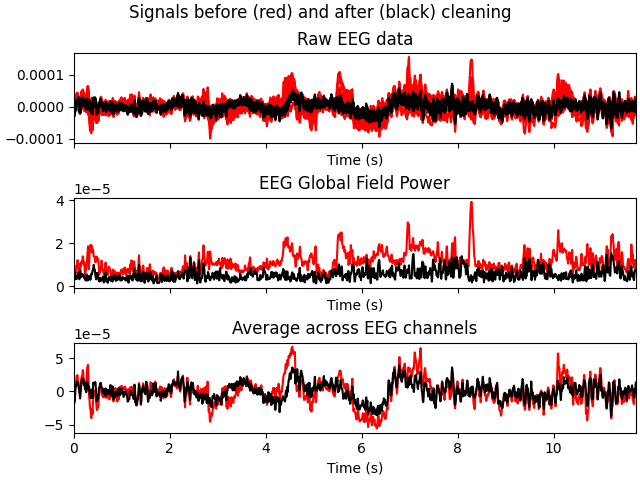 Signals before (red) and after (black) cleaning
Raw EEG data
0.0001
0.0000
−0.0001
Time (s)
EEG Global Field Power
1e−5
4
2
0
Time (s)
Average across EEG channels
1e−5
5
0
−5
0 2 4 6 8 10
Time (s)